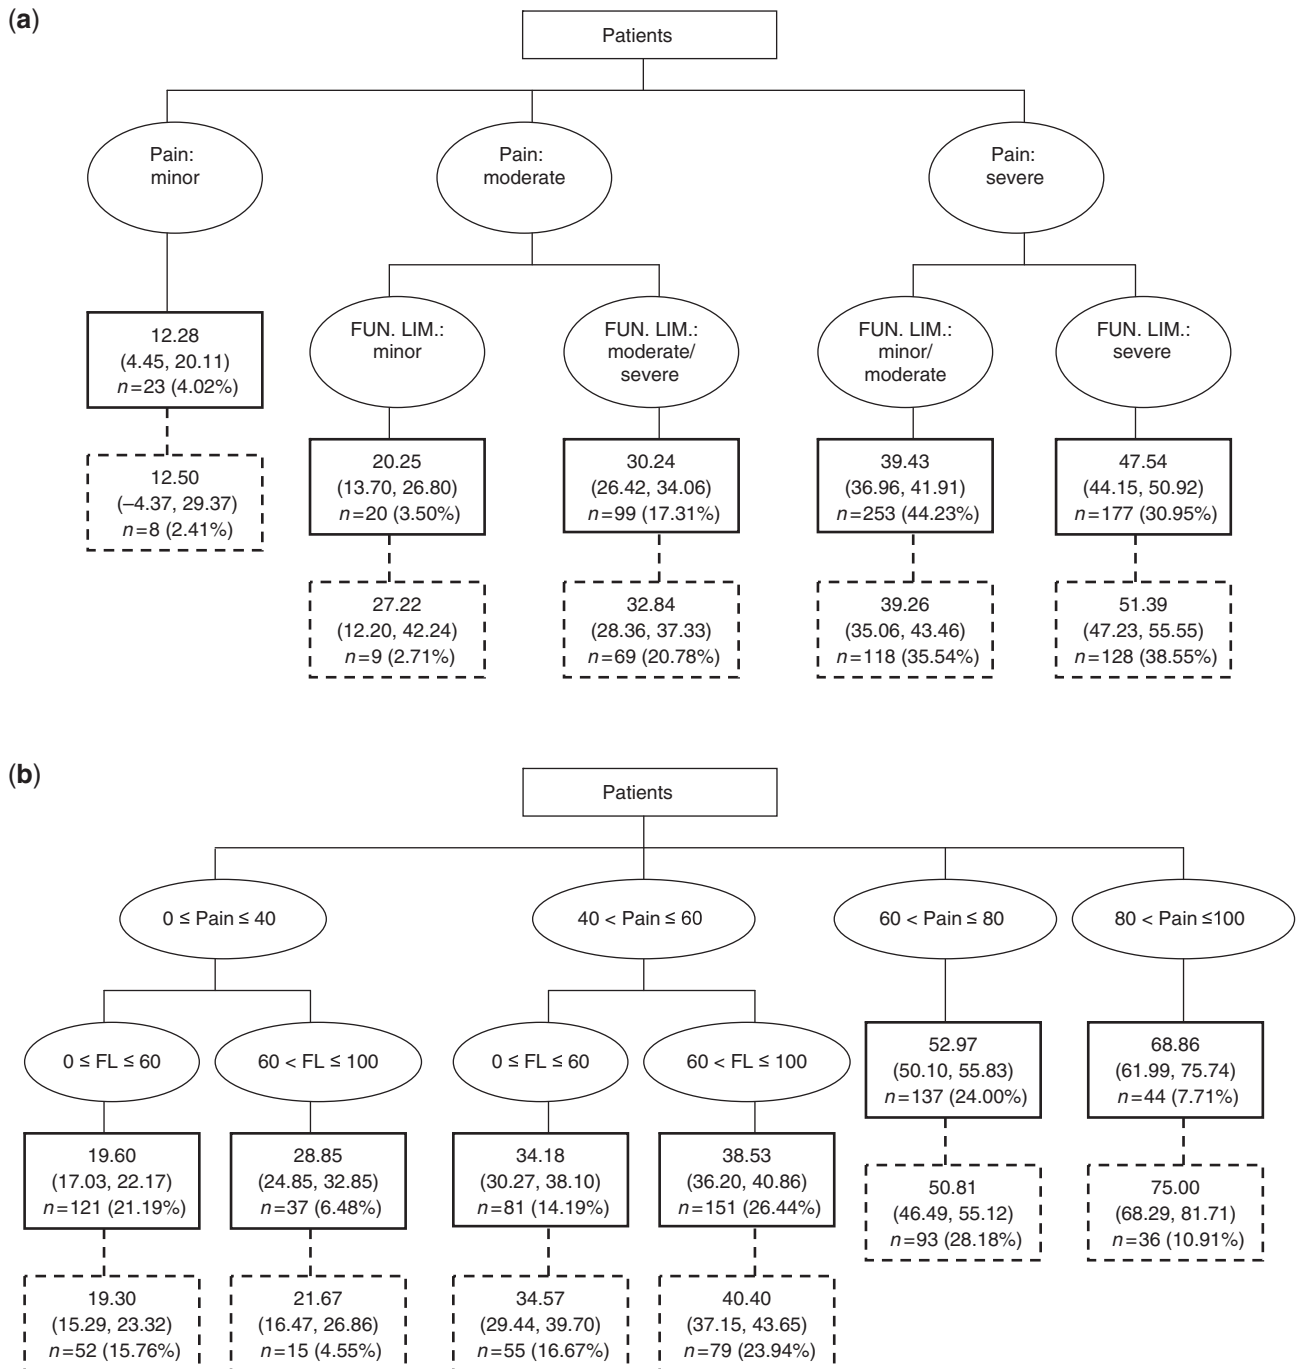 (a)
Patients
Pain:
minor
Pain:
moderate
Pain:
severe
FUN. LIM.:
minor
FUN. LIM.:
moderate/
severe
FUN. LIM.:
minor/
moderate
FUN. LIM.:
severe
12.28
(4.45, 20.11)
n=23 (4.02%)
12.50
(–4.37, 29.37)
n=8 (2.41%)
20.25
(13.70, 26.80)
n=20 (3.50%)
30.24
(26.42, 34.06)
n=99 (17.31%)
39.43
(36.96, 41.91)
n=253 (44.23%)
47.54
(44.15, 50.92)
n=177 (30.95%)
27.22
(12.20, 42.24)
n=9 (2.71%)
32.84
(28.36, 37.33)
n=69 (20.78%)
39.26
(35.06, 43.46)
n=118 (35.54%)
51.39
(47.23, 55.55)
n=128 (38.55%)
(b)
Patients
0 ≤ Pain ≤ 40
40 < Pain ≤ 60
60 < Pain ≤ 80
80 < Pain ≤100
0 ≤ FL ≤ 60
60 < FL ≤ 100
0 ≤ FL ≤ 60
60 < FL ≤ 100
52.97
(50.10, 55.83)
n=137 (24.00%)
68.86
(61.99, 75.74)
n=44 (7.71%)
19.60
(17.03, 22.17)
n=121 (21.19%)
28.85
(24.85, 32.85)
n=37 (6.48%)
34.18
(30.27, 38.10)
n=81 (14.19%)
38.53
(36.20, 40.86)
n=151 (26.44%)
50.81
(46.49, 55.12)
n=93 (28.18%)
75.00
(68.29, 81.71)
n=36 (10.91%)
19.30
(15.29, 23.32)
n=52 (15.76%)
21.67
(16.47, 26.86)
n=15 (4.55%)
34.57
(29.44, 39.70)
n=55 (16.67%)
40.40
(37.15, 43.65)
n=79 (23.94%)